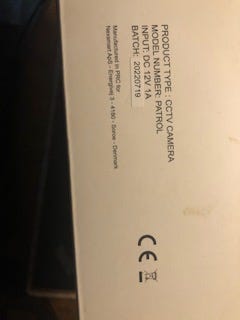 PRODUCT TYPE : CCTV CAMERA
MODEL NUMBER: PATROL
INPUT: DC 12V 1A
BATCH: 20220719
Manufactured in PRC for
Nexsmart ApS - Energivej 3 - 4180 - Soroe - Denmark
CE